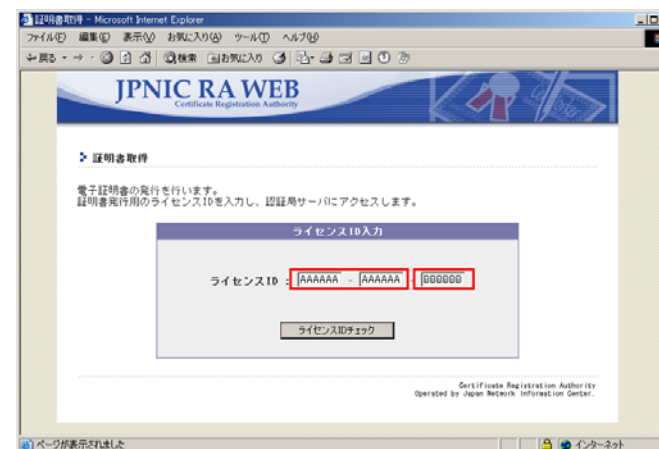 証明書取得 - Microsoft Internet Explorer
ファイル(F) 編集(E) 表示(V) お気に入り(A) ツール(T) ヘルプ(H)
戻る 検索 お気に入り
JPNIC RA WEB
Certificate Registration Authority
証明書取得
電子証明書の発行を行います。
証明書発行用のライセンスIDを入力し、認証局サーバにアクセスします。
ライセンスID入力
ライセンスID : AAAAAA - AAAAAA - 000000
ライセンスIDチェック
Certificate Registration Authority
Operated by Japan Network Information Center.
ページが表示されました インターネット